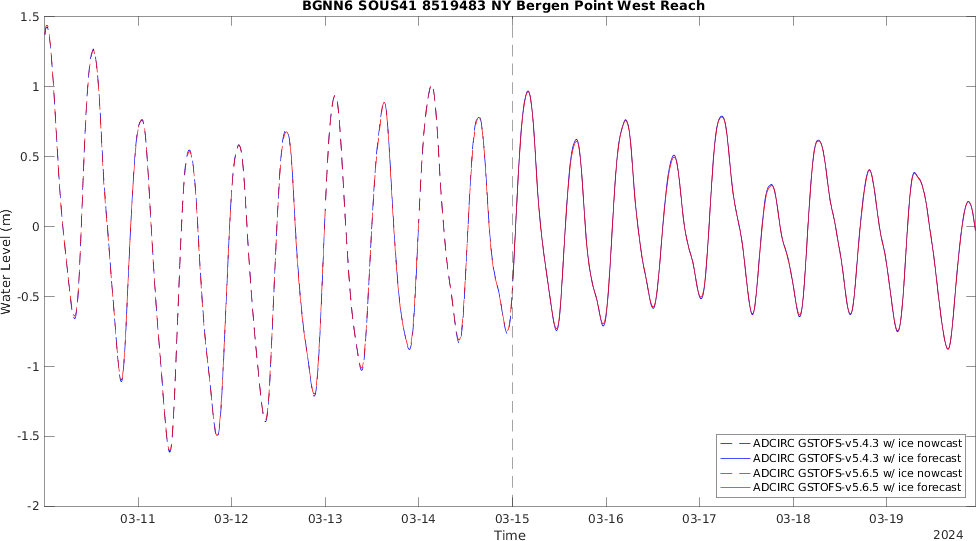 BGNN6 SOUS41 8519483 NY Bergen Point West Reach
1.5
1
0.5
0
-0.5
-1
-1.5
-2
Water Level (m)
03-11
03-12
03-13
03-14
03-15
03-16
03-17
03-18
03-19
Time
2024
ADCIRC GSTOFS-v5.4.3 w/ ice nowcast
ADCIRC GSTOFS-v5.4.3 w/ ice forecast
ADCIRC GSTOFS-v5.6.5 w/ ice nowcast
ADCIRC GSTOFS-v5.6.5 w/ ice forecast